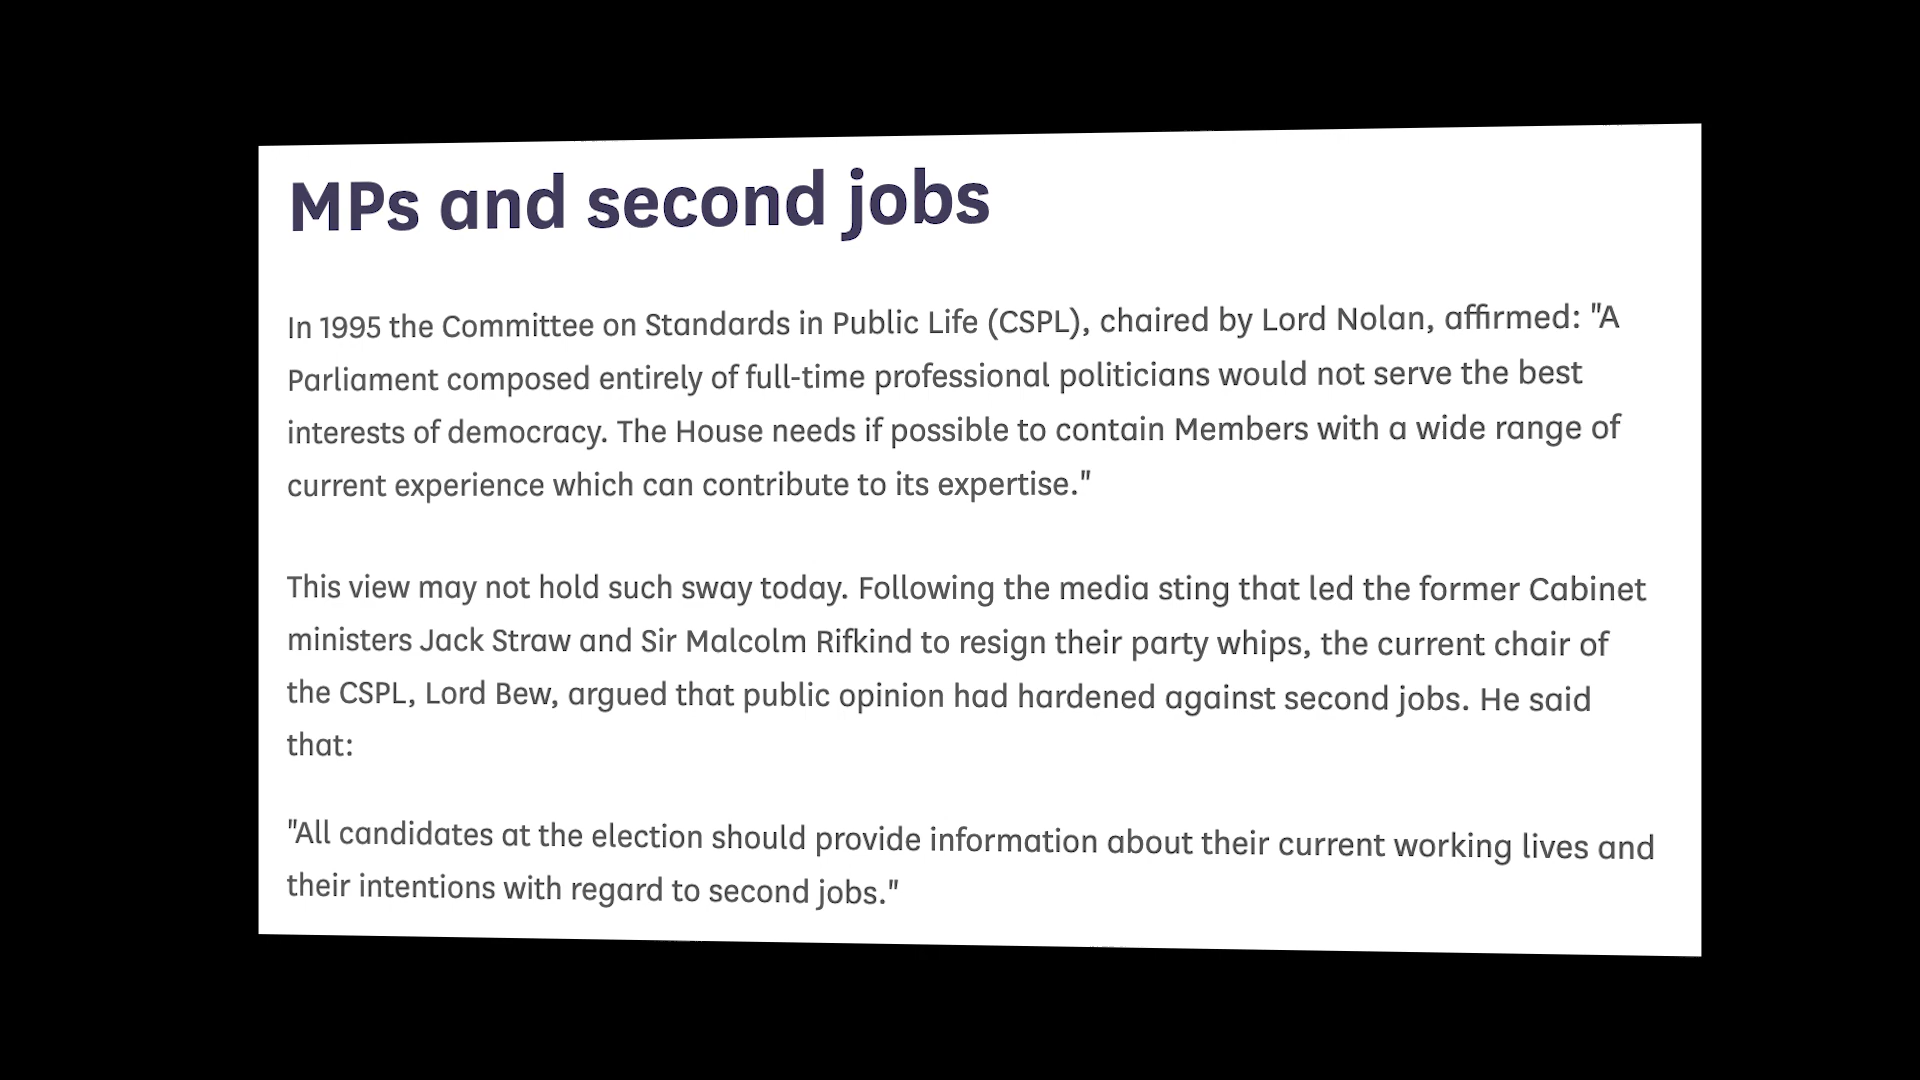 MPs and second jobs
In 1995 the Committee on Standards in Public Life (CSPL), chaired by Lord Nolan, affirmed: "A
Parliament composed entirely of full-time professional politicians would not serve the best
interests of democracy. The House needs if possible to contain Members with a wide range of
current experience which can contribute to its expertise."
This view may not hold such sway today. Following the media sting that led the former Cabinet
ministers Jack Straw and Sir Malcolm Rifkind to resign their party whips, the current chair of
the CSPL, Lord Bew, argued that public opinion had hardened against second jobs. He said
that:
"All candidates at the election should provide information about their current working lives and
their intentions with regard to second jobs."